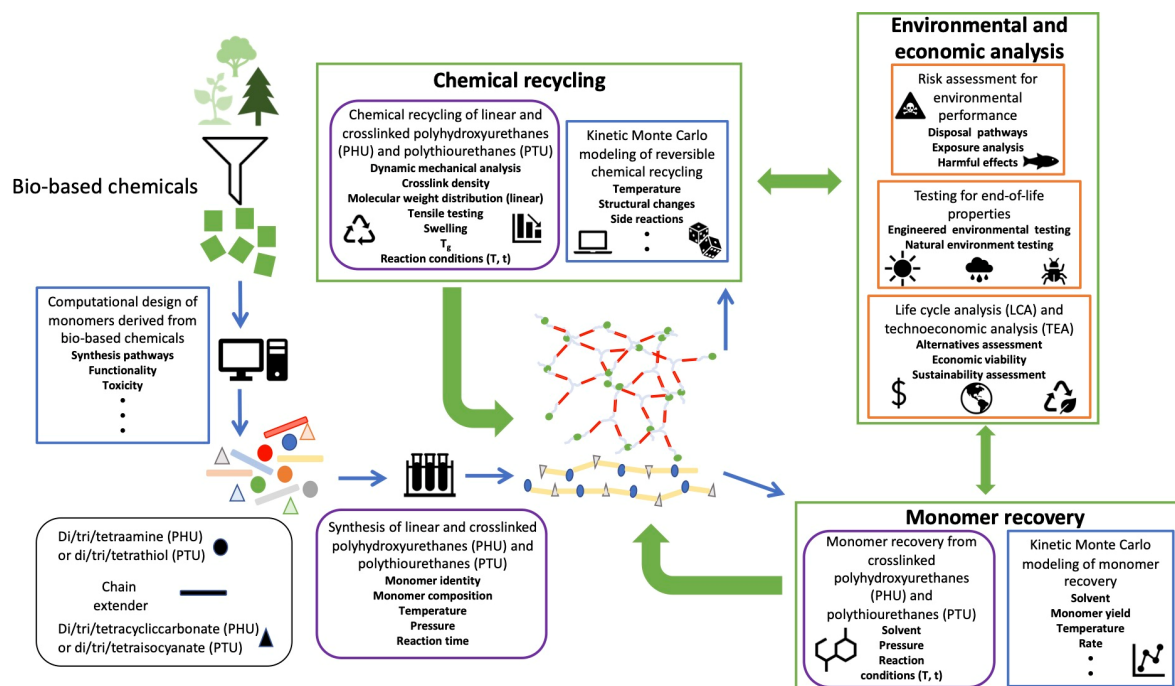 Bio-based chemicals
Computational design of
monomers derived from
bio-based chemicals
Synthesis pathways
Functionality
Toxicity
Di/tri/tetraamine (PHU)
or di/tri/tetrathiol (PTU)
Chain
extender
Di/tri/tetracycliccarbonate (PHU)
or di/tri/tetraisocyanate (PTU)
Chemical recycling
Chemical recycling of linear and
crosslinked polyhydroxyurethanes
(PHU) and polythiourethanes (PTU)
Dynamic mechanical analysis
Crosslink density
Molecular weight distribution (linear)
Tensile testing
Swelling
Tg
Reaction conditions (T, t)
Kinetic Monte Carlo
modeling of reversible
chemical recycling
Temperature
Structural changes
Side reactions
Synthesis of linear and crosslinked
polyhydroxyurethanes (PHU) and
polythiourethanes (PTU)
Monomer identity
Monomer composition
Temperature
Pressure
Reaction time
Environmental and
economic analysis
Risk assessment for
environmental
performance
Disposal pathways
Exposure analysis
Harmful effects
Testing for end-of-life
properties
Engineered environmental testing
Natural environment testing
Life cycle analysis (LCA) and
technoeconomic analysis (TEA)
Alternatives assessment
Economic viability
Sustainability assessment
$
Monomer recovery
Monomer recovery from
crosslinked
polyhydroxyurethanes
(PHU) and
polythiourethanes (PTU)
Solvent
Pressure
Reaction
conditions (T, t)
Kinetic Monte Carlo
modeling of monomer
recovery
Solvent
Monomer yield
Temperature
Rate